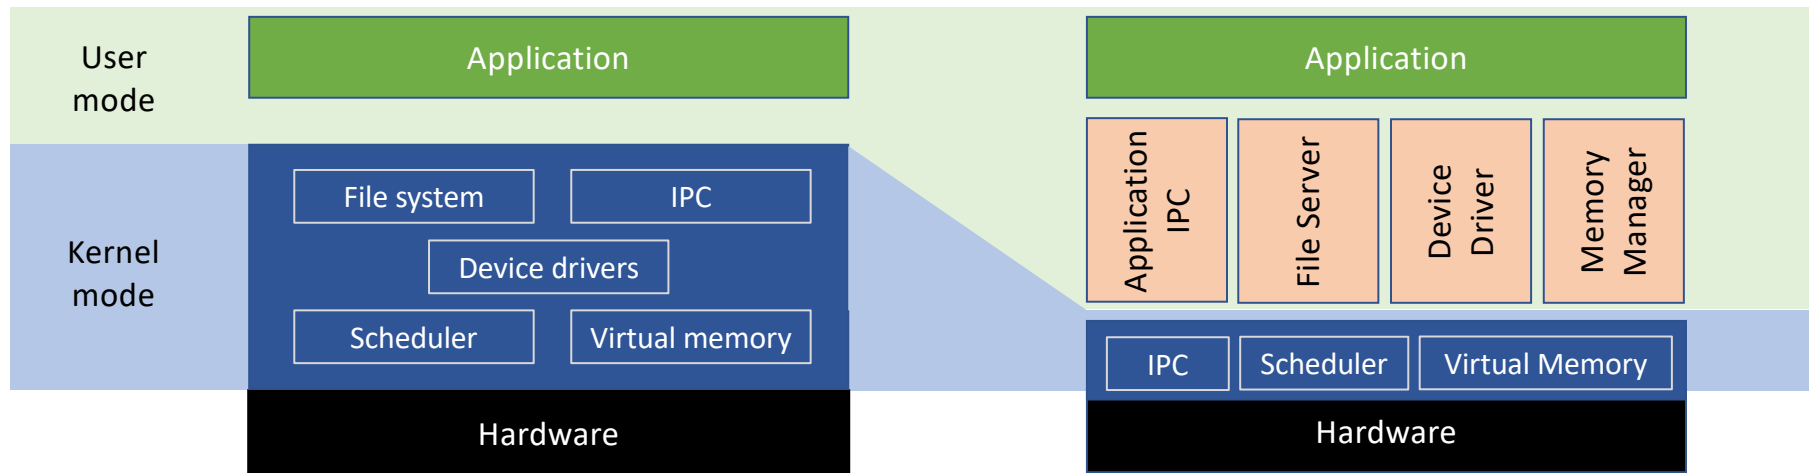 User
mode
Application
Application
Application
IPC
File Server
Device
Driver
Memory
Manager
Kernel
mode
File system
IPC
Device drivers
Scheduler
Virtual memory
IPC
Scheduler
Virtual Memory
Hardware
Hardware